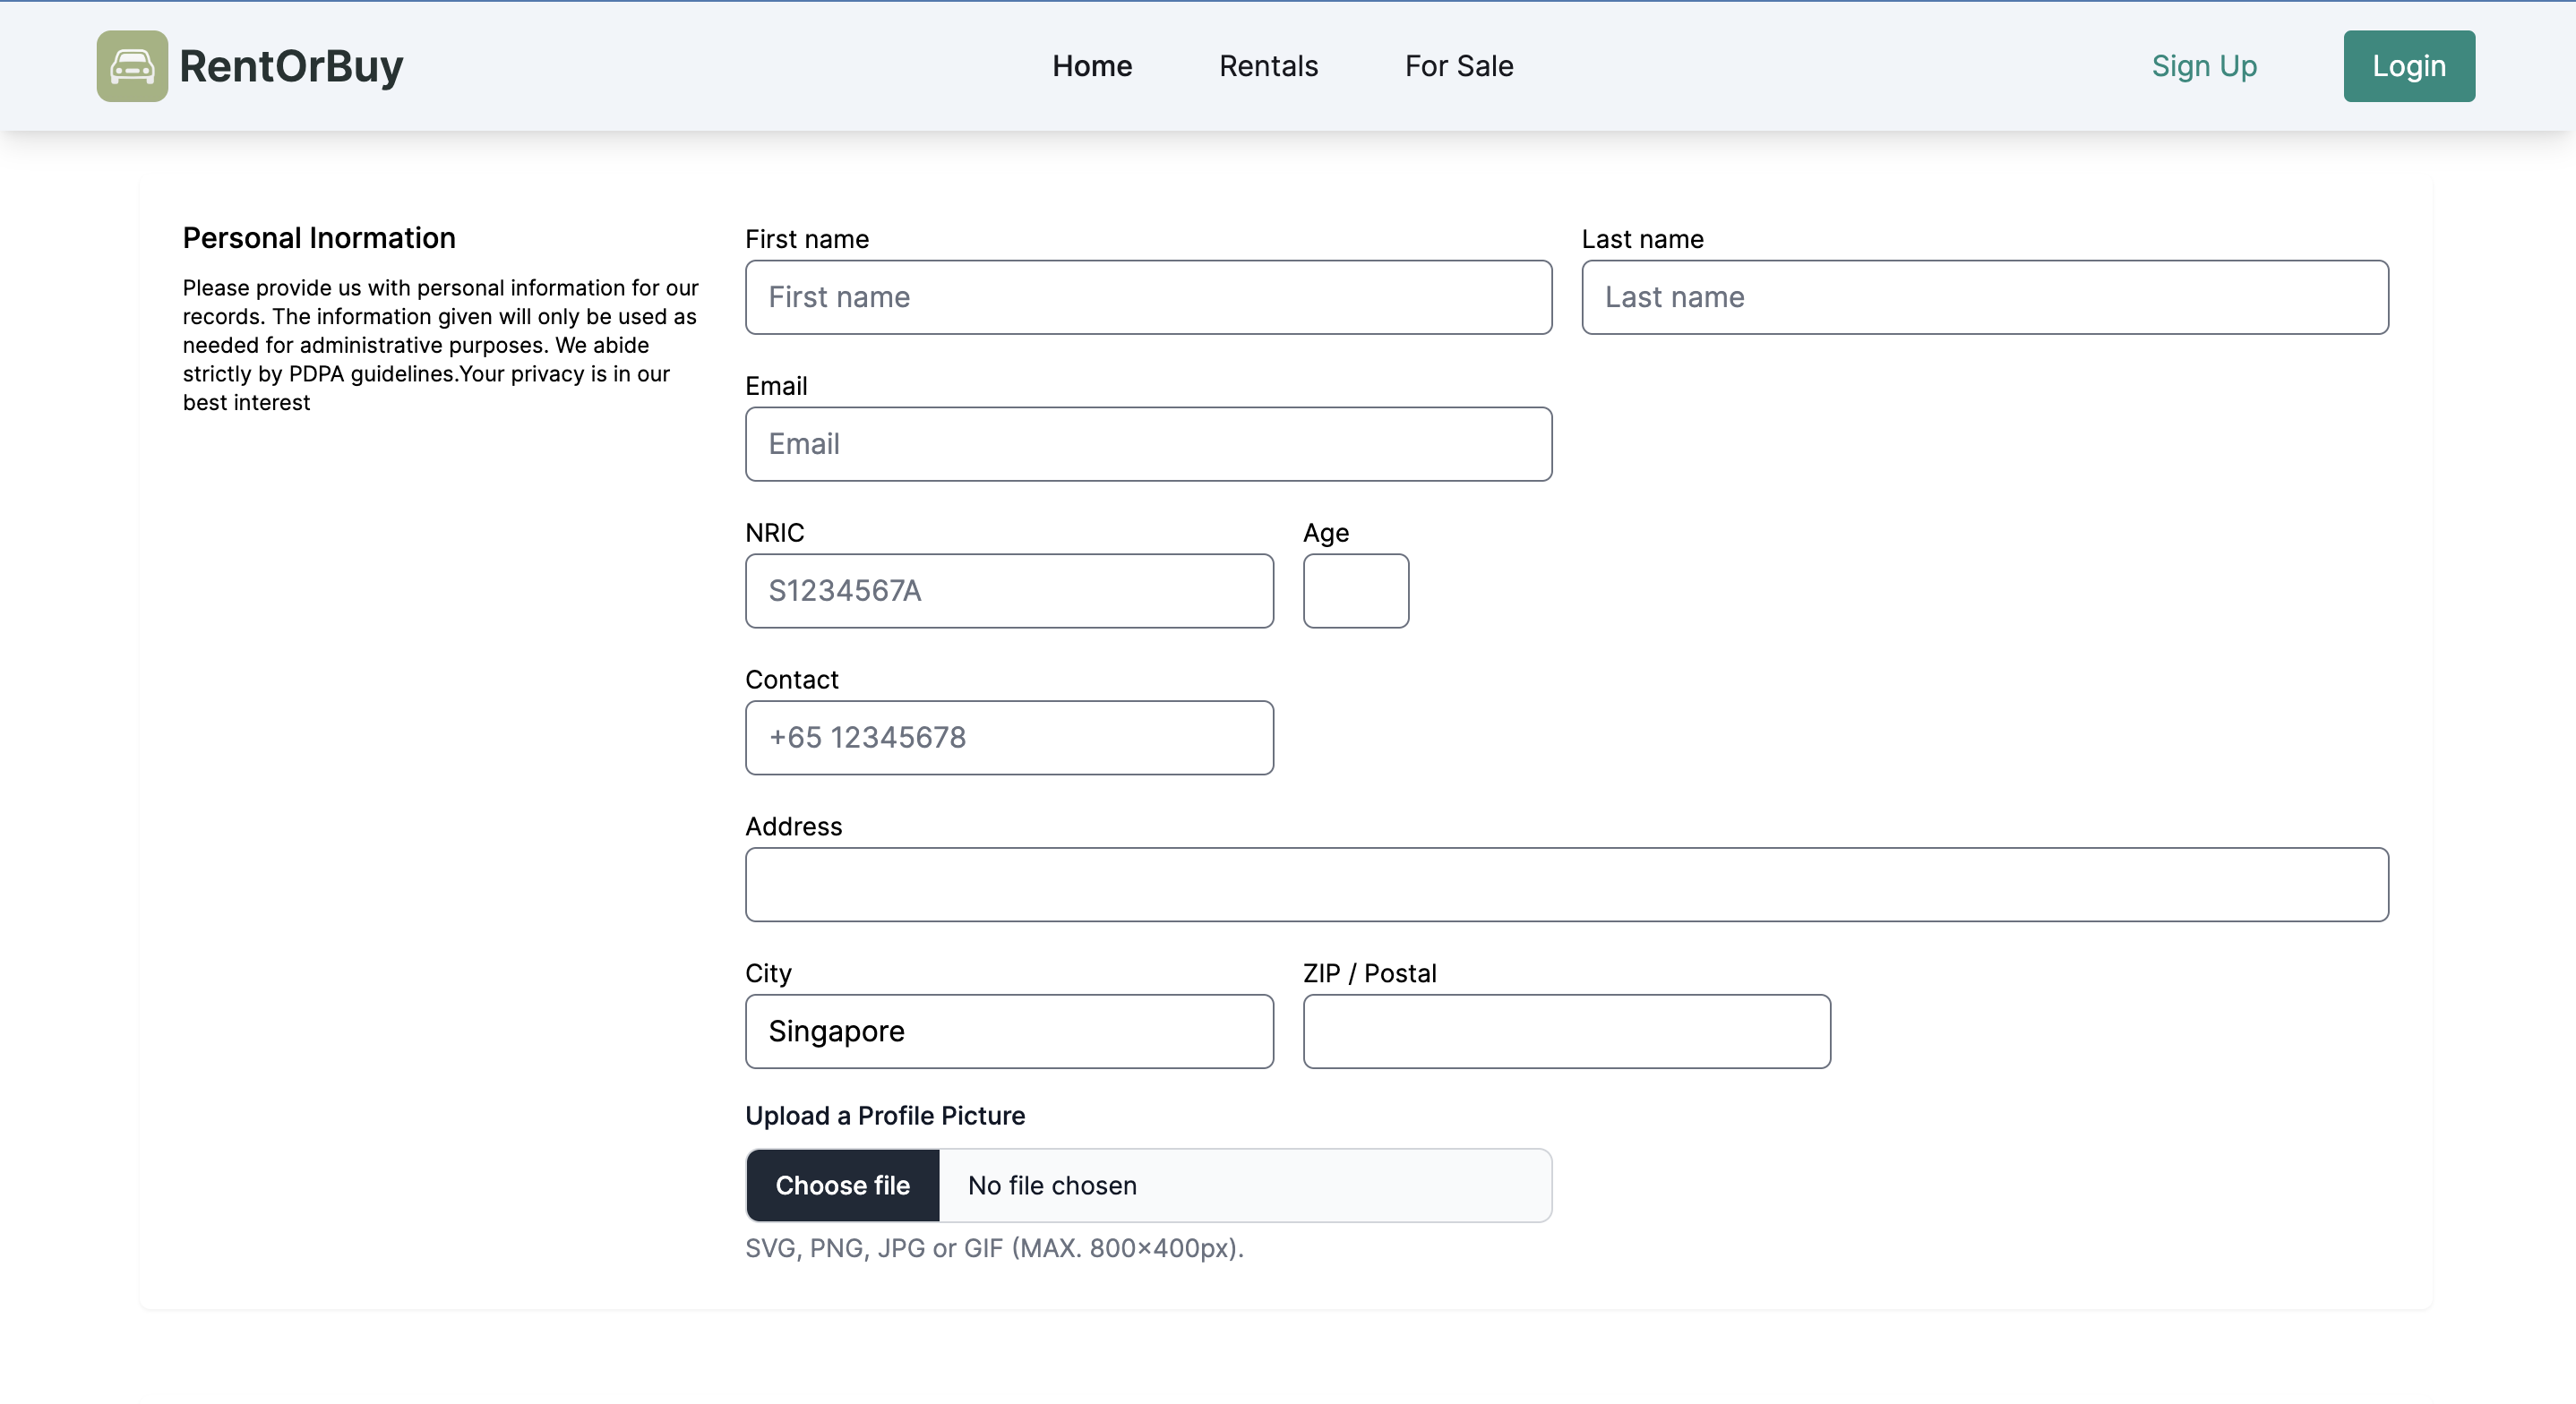 RentOrBuy
Home
Rentals
For Sale
Sign Up
Login
Personal Inormation
Please provide us with personal information for our
records. The information given will only be used as
needed for administrative purposes. We abide
strictly by PDPA guidelines.Your privacy is in our
best interest
First name
Last name
First name
Last name
Email
Email
NRIC
Age
S1234567A
Contact
+65 12345678
Address
City
ZIP / Postal
Singapore
Upload a Profile Picture
Choose file
No file chosen
SVG, PNG, JPG or GIF (MAX. 800×400px).